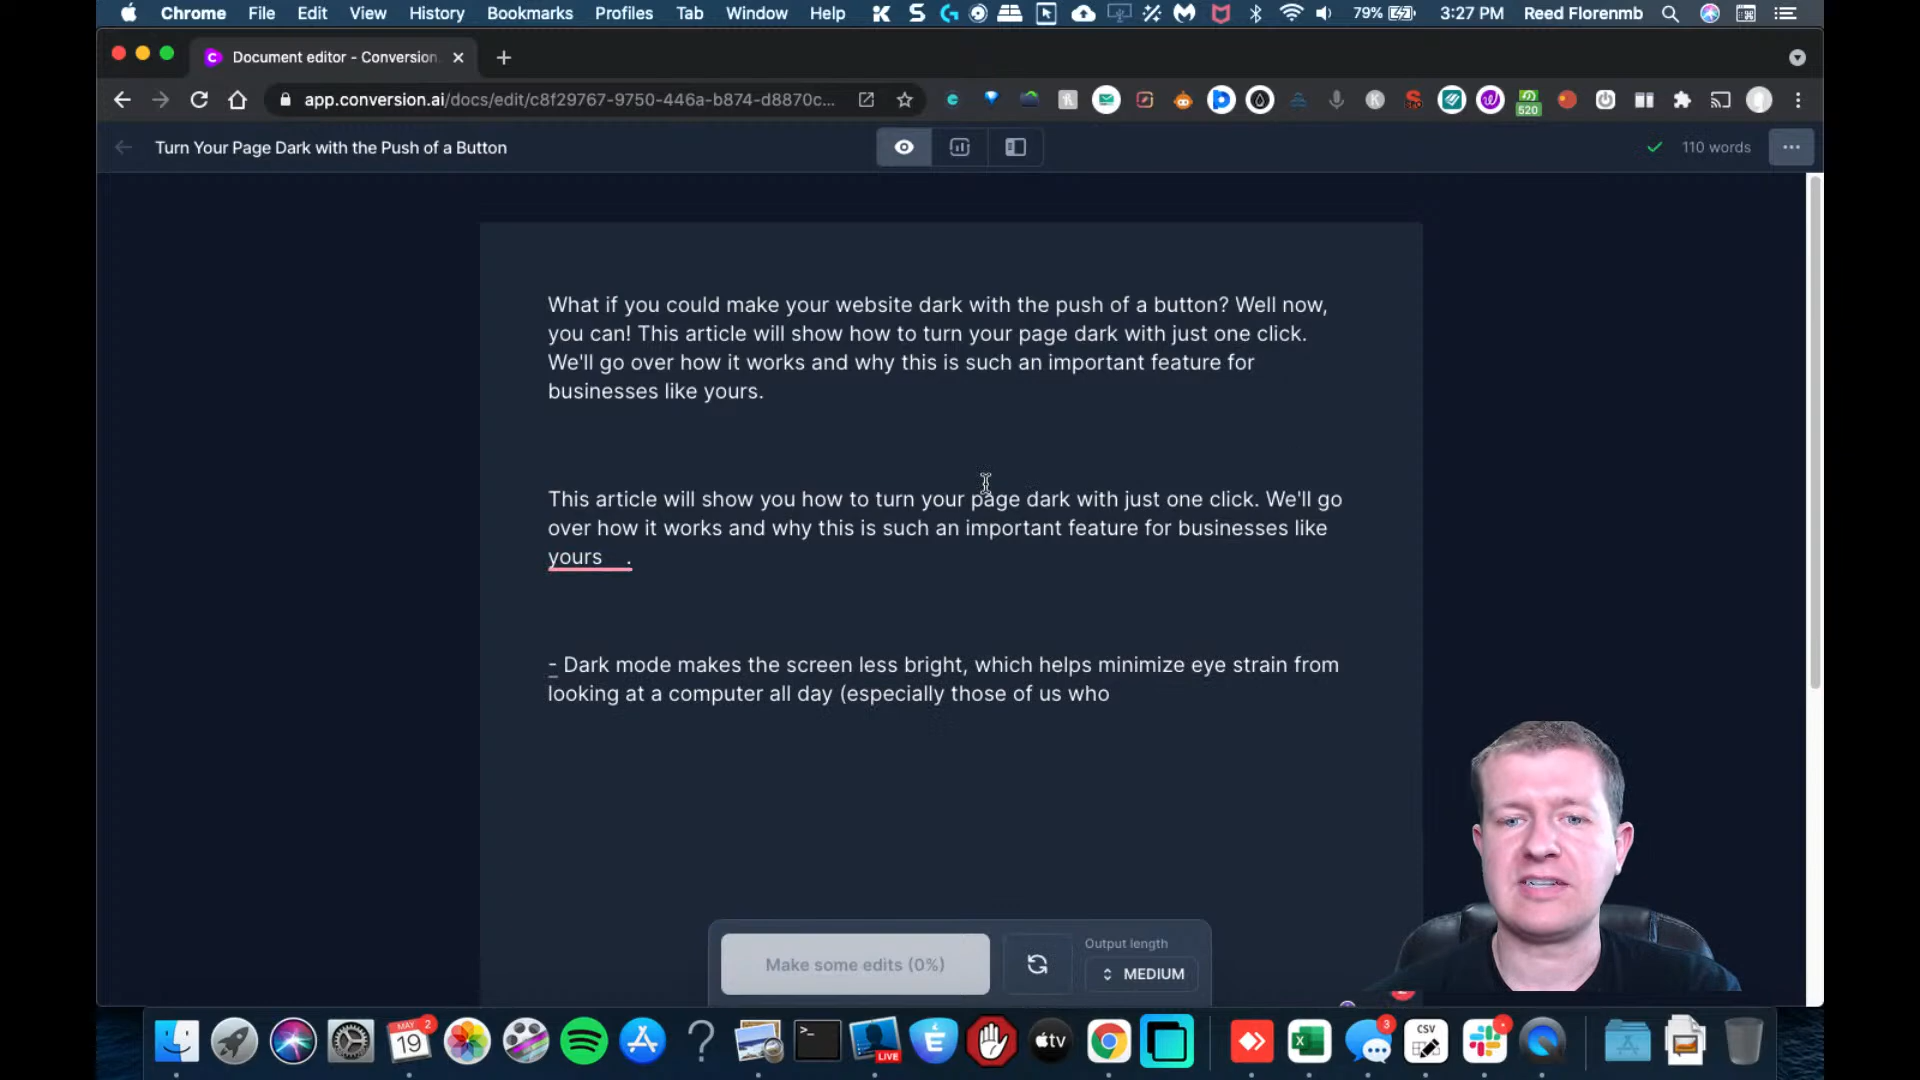 Chrome File Edit View History Bookmarks Profiles Tab Window Help 79% 3:27 PM Reed Florenmb
Document editor - Conversion
app.conversion.ai/docs/edit/c8f29767-9750-446a-b874-d8870c...
520
Turn Your Page Dark with the Push of a Button
110 words
What if you could make your website dark with the push of a button? Well now,
you can! This article will show how to turn your page dark with just one click.
We'll go over how it works and why this is such an important feature for
businesses like yours.
This article will show you how to turn your page dark with just one click. We'll go
over how it works and why this is such an important feature for businesses like
yours .
- Dark mode makes the screen less bright, which helps minimize eye strain from
looking at a computer all day (especially those of us who
Make some edits (0%)
Output length
MEDIUM
MAY
19
2
LIVE
tv
3
CSV